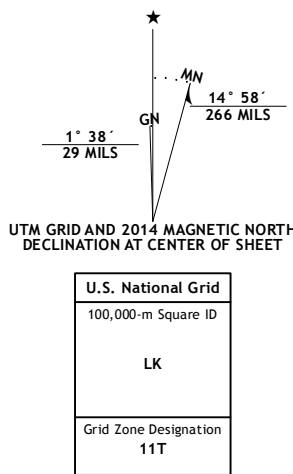 ★
MN
GN
14° 58´
266 MILS
1° 38´
29 MILS
UTM GRID AND 2014 MAGNETIC NORTH
DECLINATION AT CENTER OF SHEET
U.S. National Grid
100,000-m Square ID
LK
Grid Zone Designation
11T